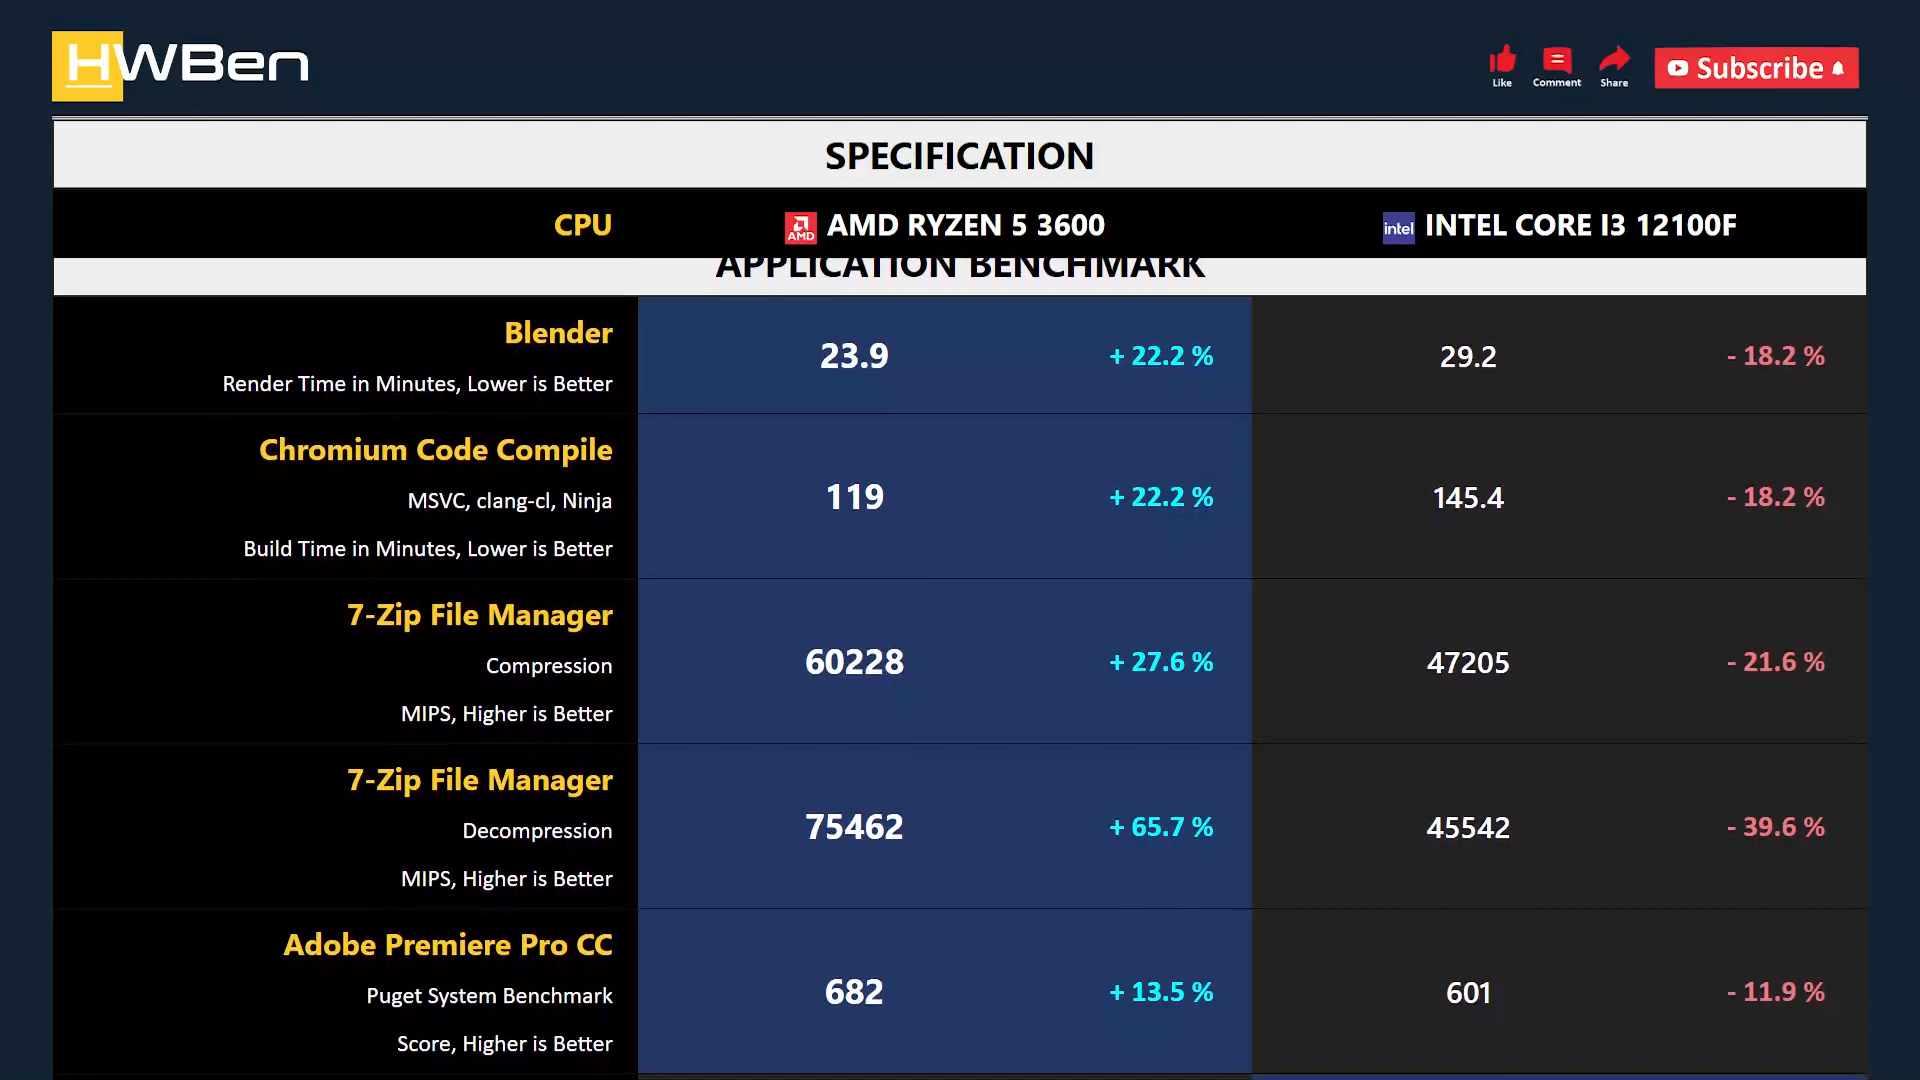 HWBen
Like
Comment
Share
Subscribe
SPECIFICATION
CPU
AMD
AMD RYZEN 5 3600
intel
INTEL CORE I3 12100F
APPLICATION BENCHMARK
Blender
Render Time in Minutes, Lower is Better
23.9
+ 22.2 %
29.2
- 18.2 %
Chromium Code Compile
MSVC, clang-cl, Ninja
Build Time in Minutes, Lower is Better
119
+ 22.2 %
145.4
- 18.2 %
7-Zip File Manager
Compression
MIPS, Higher is Better
60228
+ 27.6 %
47205
- 21.6 %
7-Zip File Manager
Decompression
MIPS, Higher is Better
75462
+ 65.7 %
45542
- 39.6 %
Adobe Premiere Pro CC
Puget System Benchmark
Score, Higher is Better
682
+ 13.5 %
601
- 11.9 %